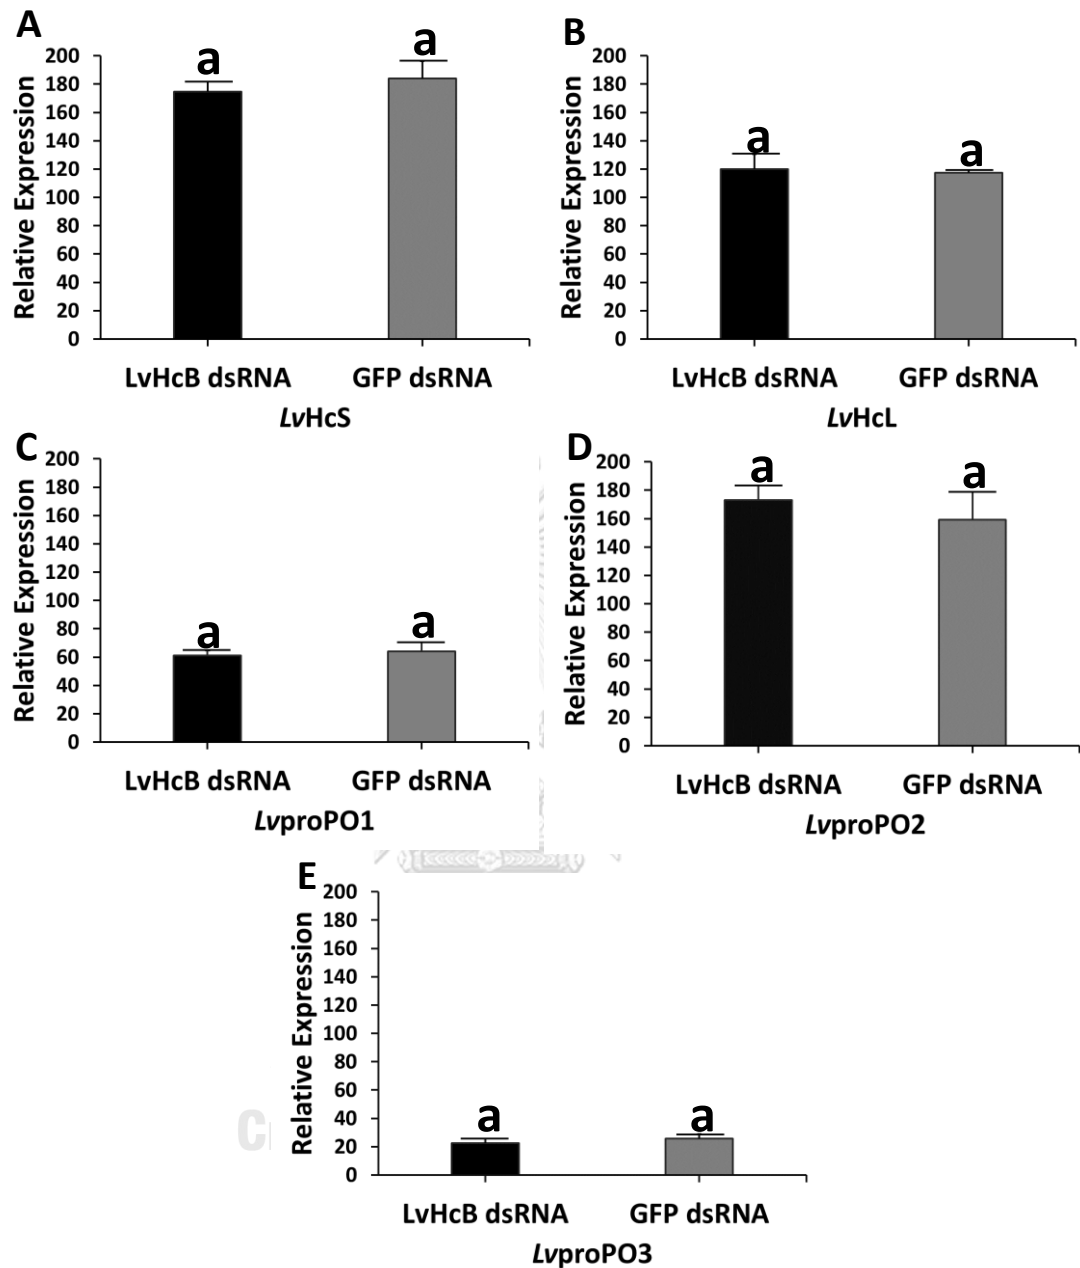 A
Relative Expression
200
180
160
140
120
100
80
60
40
20
0
a
a
LvHcB dsRNA
GFP dsRNA
LvHcS
B
Relative Expression
200
180
160
140
120
100
80
60
40
20
0
a
a
LvHcB dsRNA
GFP dsRNA
LvHcL
C
Relative Expression
200
180
160
140
120
100
80
60
40
20
0
a
a
LvHcB dsRNA
GFP dsRNA
LvproPO1
D
Relative Expression
200
180
160
140
120
100
80
60
40
20
0
a
a
LvHcB dsRNA
GFP dsRNA
LvproPO2
E
Relative Expression
200
180
160
140
120
100
80
60
40
20
0
a
a
LvHcB dsRNA
GFP dsRNA
LvproPO3